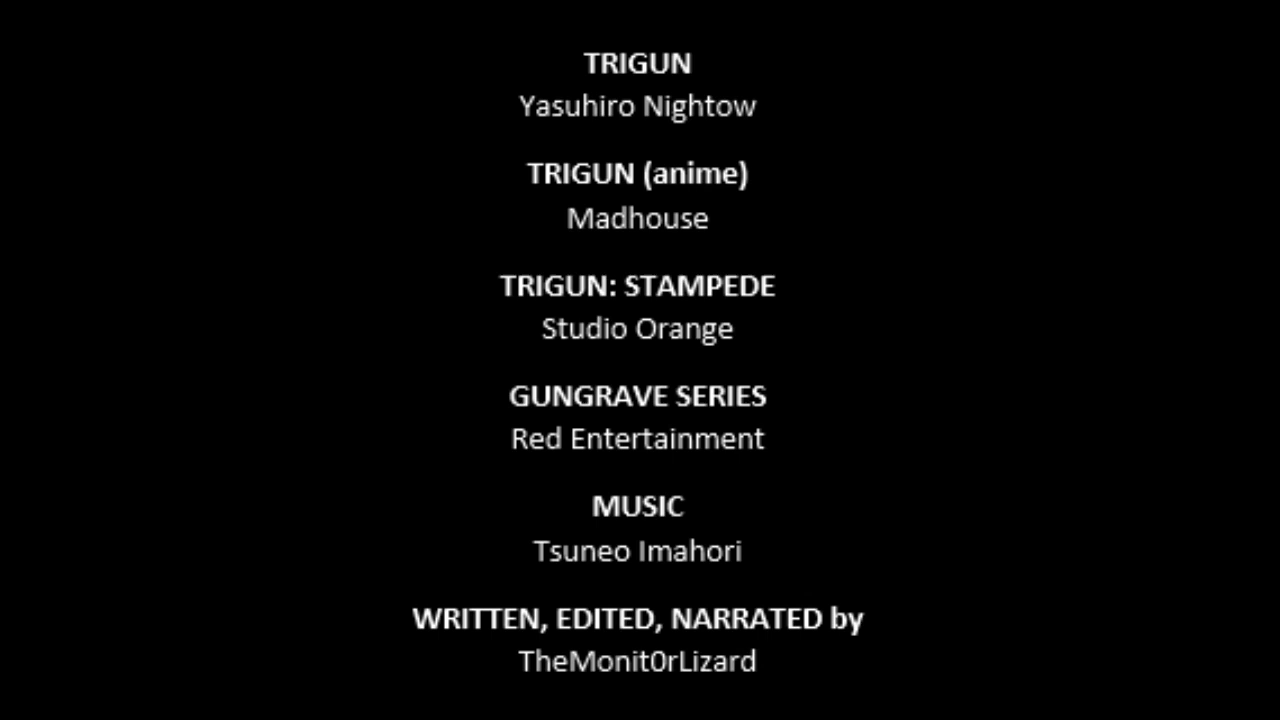 TRIGUN
Yasuhiro Nightow
TRIGUN (anime)
Madhouse
TRIGUN: STAMPEDE
Studio Orange
GUNGRAVE SERIES
Red Entertainment
MUSIC
Tsuneo Imahori
WRITTEN, EDITED, NARRATED by
TheMonit0rLizard